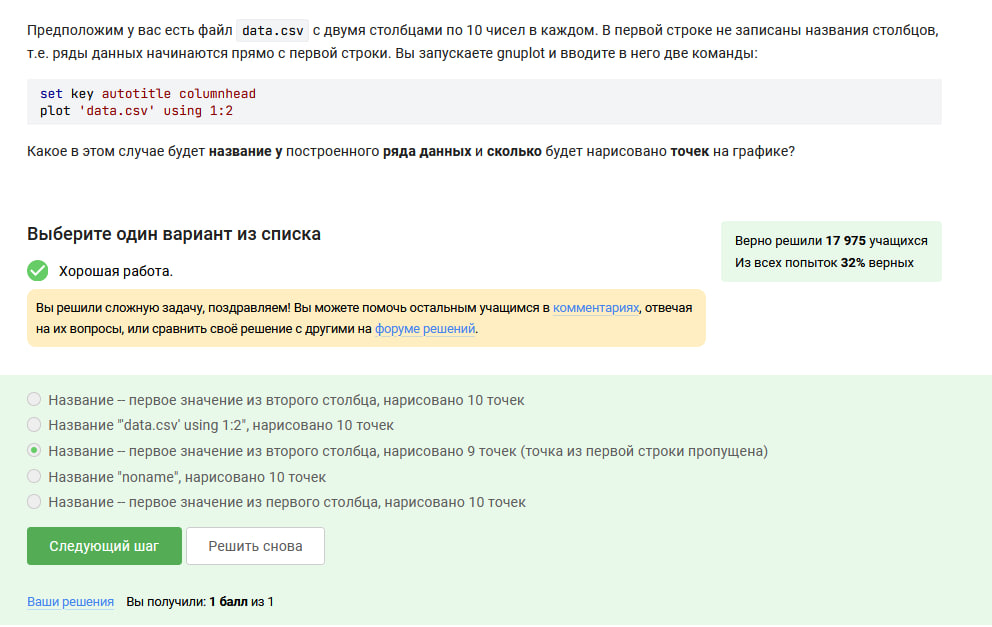 Предположим у вас есть файл data.csv с двумя столбцами по 10 чисел в каждом. В первой строке не записаны названия столбцов,
т.е. ряды данных начинаются прямо с первой строки. Вы запускаете gnuplot и вводите в него две команды:
set key autotitle columnhead
plot 'data.csv' using 1:2
Какое в этом случае будет название у построенного ряда данных и сколько будет нарисовано точек на графике?
Выберите один вариант из списка
Верно решили 17 975 учащихся
Из всех попыток 32% верных
Хорошая работа.
Вы решили сложную задачу, поздравляем! Вы можете помочь остальным учащимся в комментариях, отвечая
на их вопросы, или сравнить своё решение с другими на форуме решений.
Название -- первое значение из второго столбца, нарисовано 10 точек
Название "'data.csv' using 1:2", нарисовано 10 точек
Название -- первое значение из второго столбца, нарисовано 9 точек (точка из первой строки пропущена)
Название "noname", нарисовано 10 точек
Название -- первое значение из первого столбца, нарисовано 10 точек
Следующий шаг
Решить снова
Ваши решения Вы получили: 1 балл из 1